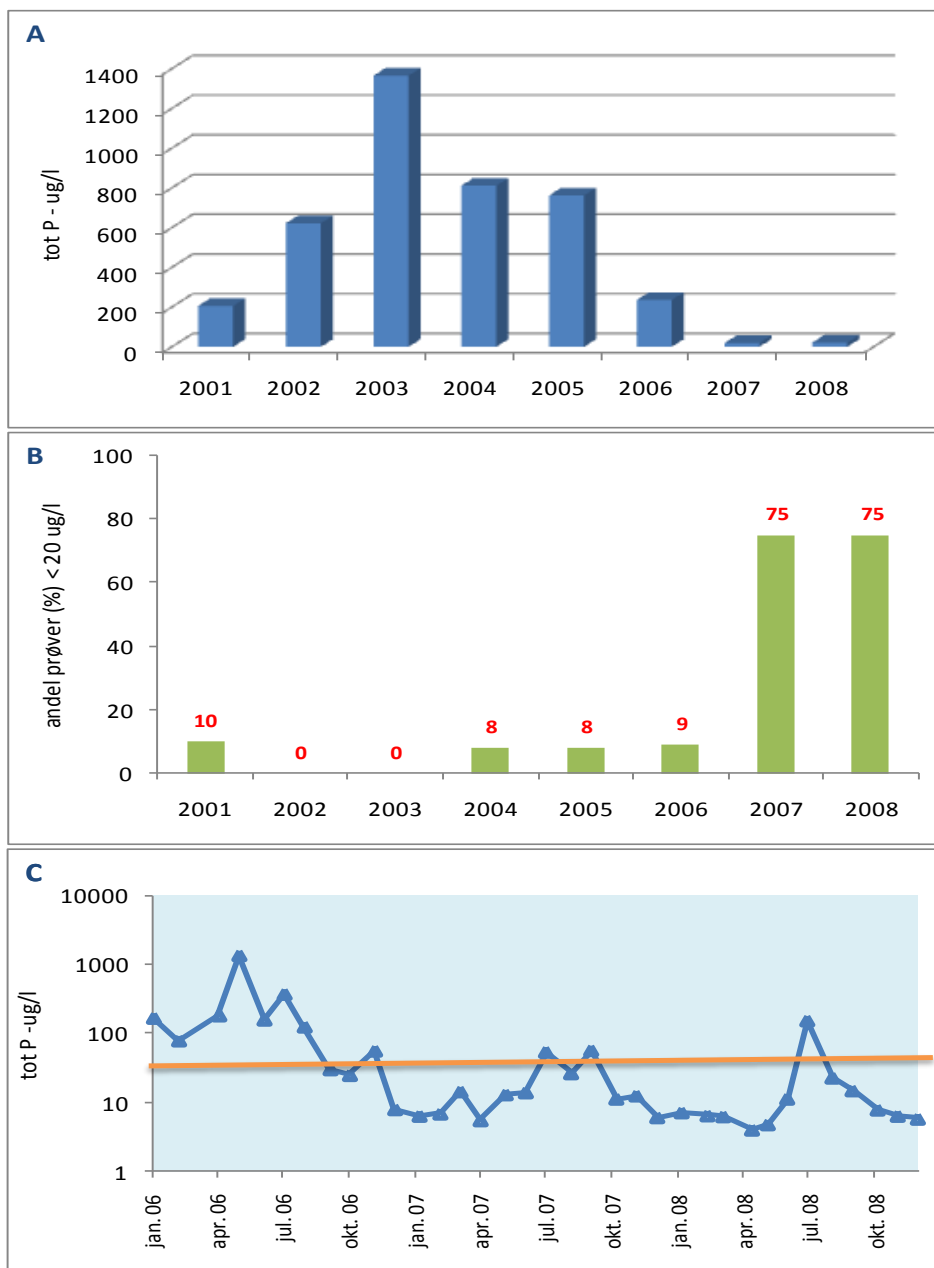 A
tot P - ug/l
1400
1200
1000
800
600
400
200
0
2001 2002 2003 2004 2005 2006 2007 2008
B
andel prøver (%) < 20 ug/l
100
80
60
40
20
0
10 0 0 8 8 9 75 75
2001 2002 2003 2004 2005 2006 2007 2008
C
tot P -ug/l
10000
1000
100
10
1
jan. 06
apr. 06
jul. 06
okt. 06
jan. 07
apr. 07
jul. 07
okt. 07
jan. 08
apr. 08
jul. 08
okt. 08